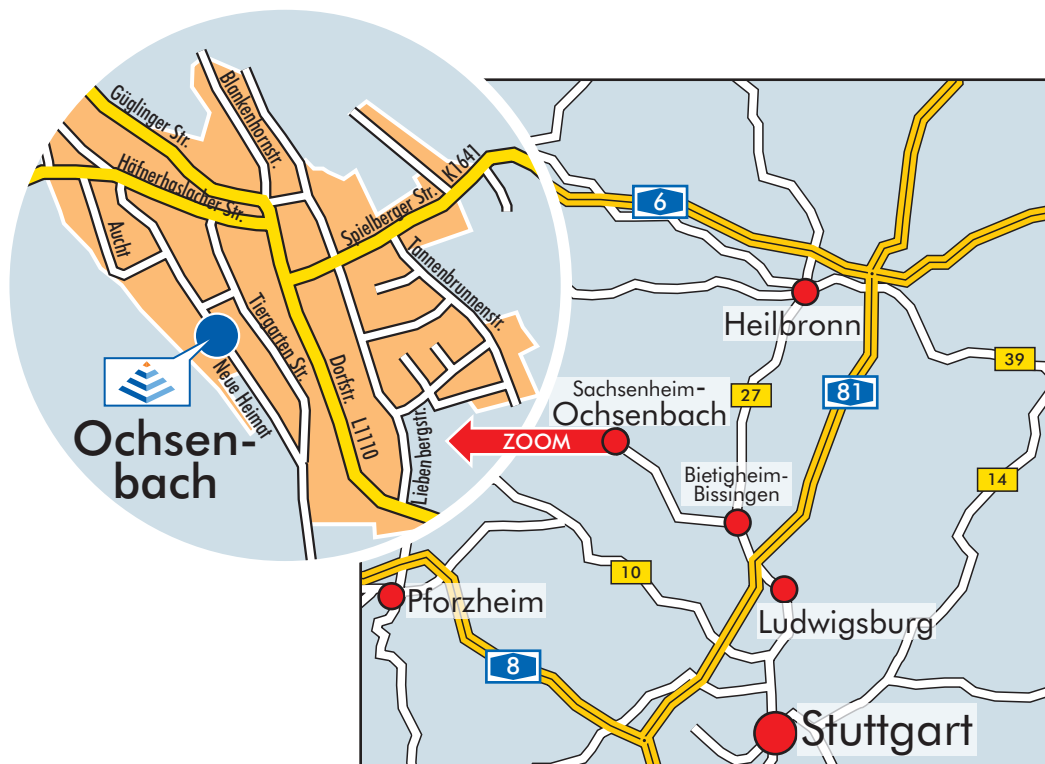 Güglinger Str.
Blankenhornstr.
Häfnerhaslacher Str.
Spielberger Str.
K1641
Aucht
Tannenbrunnenstr.
Tiergarten Str.
Neue Heimat
Dorfstr.
L1110
Liebenbergstr.
Ochsen-
bach
ZOOM
6
Heilbronn
39
81
27
Sachsenheim-
Ochsenbach
Bietigheim-
Bissingen
14
10
Pforzheim
Ludwigsburg
8
Stuttgart